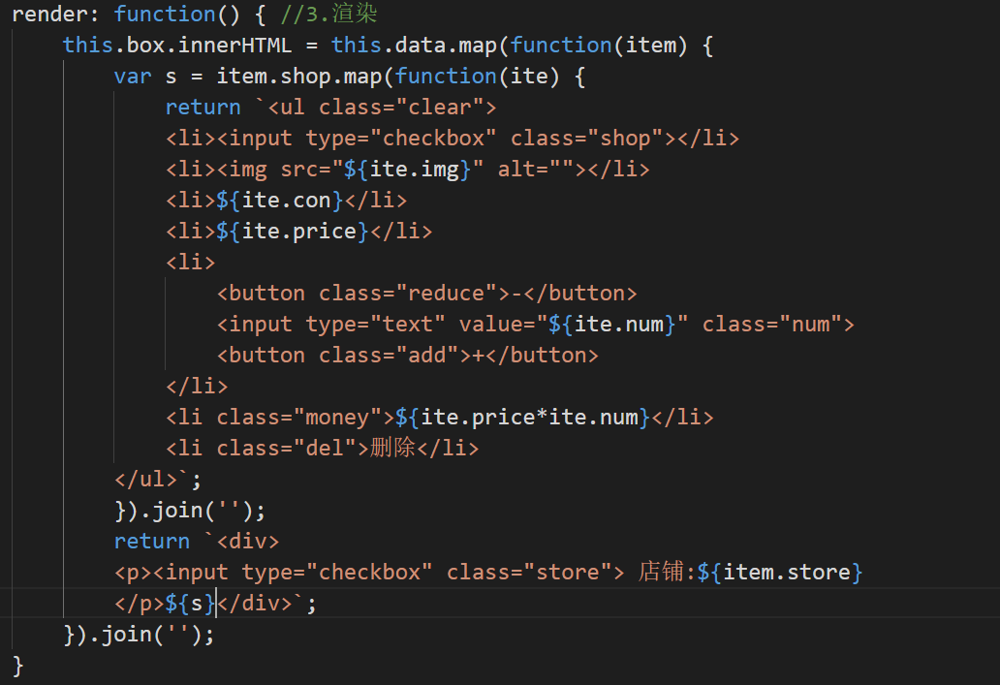 render: function() { //3.渲染
this.box.innerHTML = this.data.map(function(item) {
var s = item.shop.map(function(ite) {
return `<ul class="clear">
<li><input type="checkbox" class="shop"></li>
<li><img src="${ite.img}" alt=""></li>
<li>${ite.con}</li>
<li>${ite.price}</li>
<li>
<button class="reduce">-</button>
<input type="text" value="${ite.num}" class="num">
<button class="add">+</button>
</li>
<li class="money">${ite.price*ite.num}</li>
<li class="del">删除</li>
</ul>`;
}).join('');
return `<div>
<p><input type="checkbox" class="store"> 店铺:${item.store}
</p>${s}</div>`;
}).join('');
}